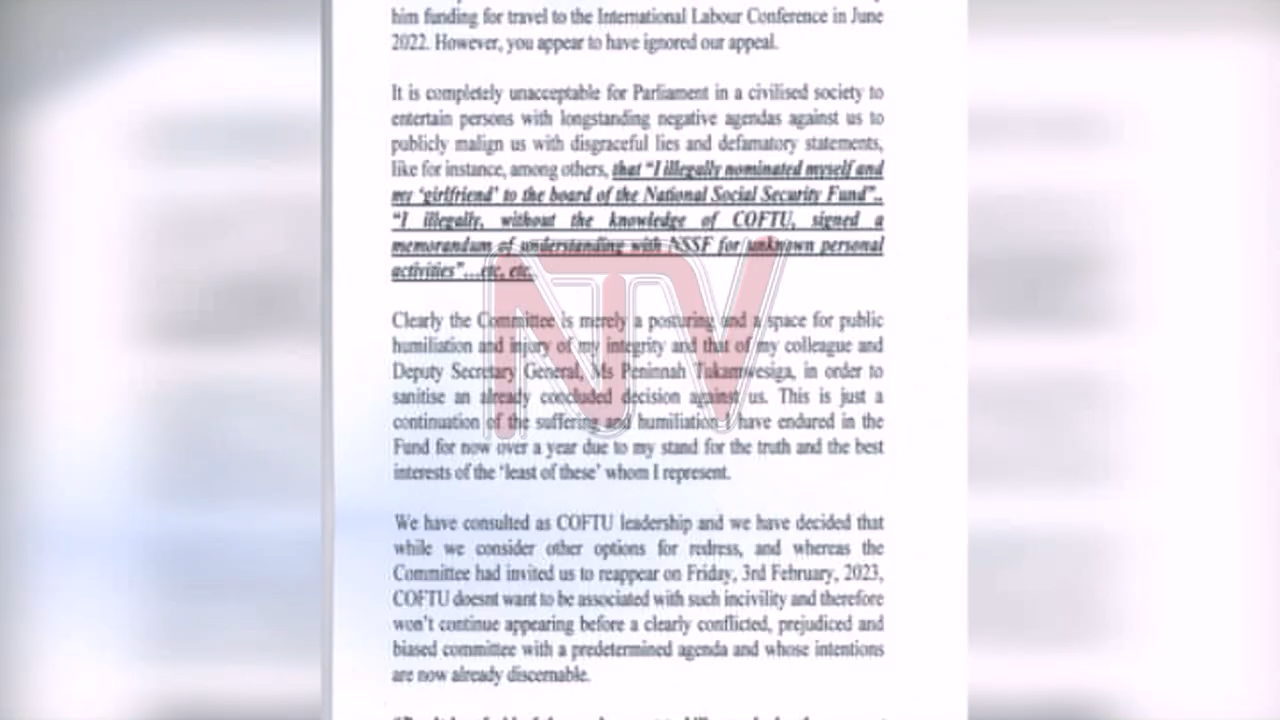 him funding for travel to the International Labour Conference in June
2022. However, you appear to have ignored our appeal.
It is completely unacceptable for Parliament in a civilised society to
entertain persons with longstanding negative agendas against us to
publicly malign us with disgraceful lies and defamatory statements,
like for instance, among others, that “I illegally nominated myself and
my ‘girlfriend’ to the board of the National Social Security Fund”..
“I illegally, without the knowledge of COFTU, signed a
memorandum of understanding with NSSF for unknown personal
activities”...etc, etc.
NTV
Clearly the Committee is merely a posturing and a space for public
humiliation and injury of my integrity and that of my colleague and
Deputy Secretary General, Ms Peninnah Tukamwesiga, in order to
sanitise an already concluded decision against us. This is just a
continuation of the suffering and humiliation I have endured in the
Fund for now over a year due to my stand for the truth and the best
interests of the ‘least of these’ whom I represent.
We have consulted as COFTU leadership and we have decided that
while we consider other options for redress, and whereas the
Committee had invited us to reappear on Friday, 3rd February, 2023,
COFTU doesnt want to be associated with such incivility and therefore
won’t continue appearing before a clearly conflicted, prejudiced and
biased committee with a predetermined agenda and whose intentions
are now already discernable.